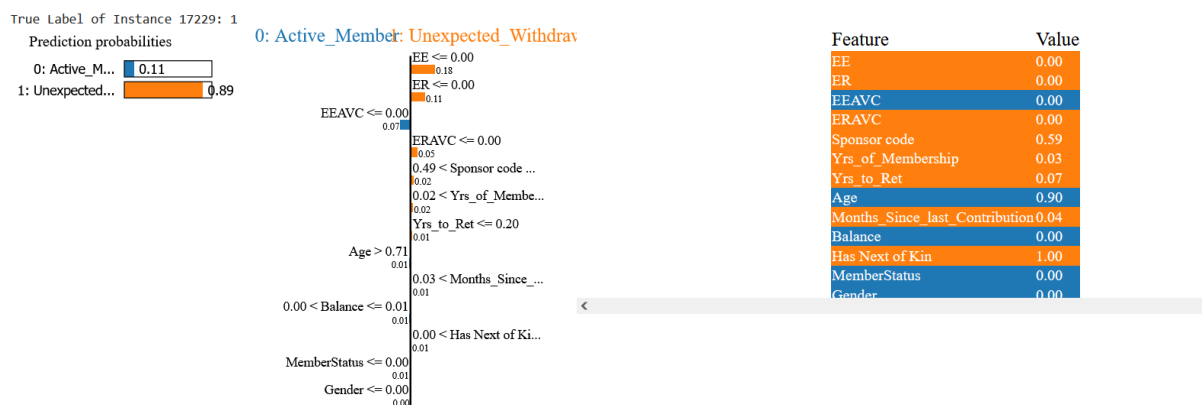 True Label of Instance 17229: 1
Prediction probabilities
0: Active_M... 0.11
1: Unexpected... 0.89
0: Active_Member 1: Unexpected_Withdrav
EE <= 0.00
0.18
ER <= 0.00
0.11
EEAVC <= 0.00
0.07
ERAVC <= 0.00
0.05
0.49 < Sponsor code ...
0.02
0.02 < Yrs_of_Membe...
0.02
Yrs_to_Ret <= 0.20
0.01
Age > 0.71
0.01
0.03 < Months_Since_...
0.01
0.00 < Balance <= 0.01
0.01
0.00 < Has Next of Ki...
0.01
MemberStatus <= 0.00
0.01
Gender <= 0.00
0.00
Feature Value
EE 0.00
ER 0.00
EEAVC 0.00
ERAVC 0.00
Sponsor code 0.59
Yrs_of_Membership 0.03
Yrs_to_Ret 0.07
Age 0.90
Months_Since_last_Contribution 0.04
Balance 0.00
Has Next of Kin 1.00
MemberStatus 0.00
Gender 0.00